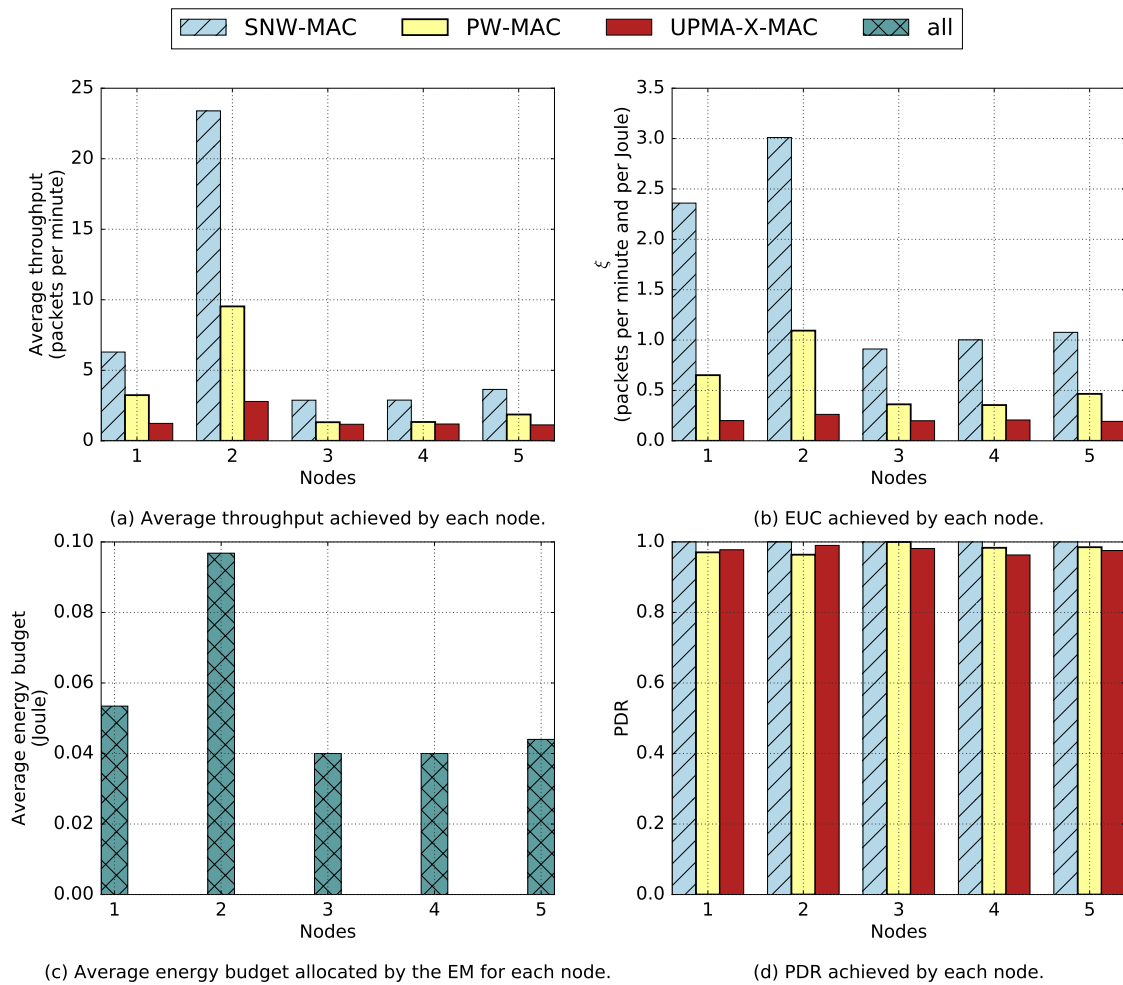 SNW-MAC PW-MAC UPMA-X-MAC all
25
20
15
10
5
0
Average throughput
(packets per minute)
1 2 3 4 5
Nodes
(a) Average throughput achieved by each node.
3.5
3.0
2.5
2.0
1.5
1.0
0.5
0.0
ξ
(packets per minute and per Joule)
1 2 3 4 5
Nodes
(b) EUC achieved by each node.
0.10
0.08
0.06
0.04
0.02
0.00
Average energy budget
(Joule)
1 2 3 4 5
Nodes
(c) Average energy budget allocated by the EM for each node.
1.0
0.8
0.6
0.4
0.2
0.0
PDR
1 2 3 4 5
Nodes
(d) PDR achieved by each node.